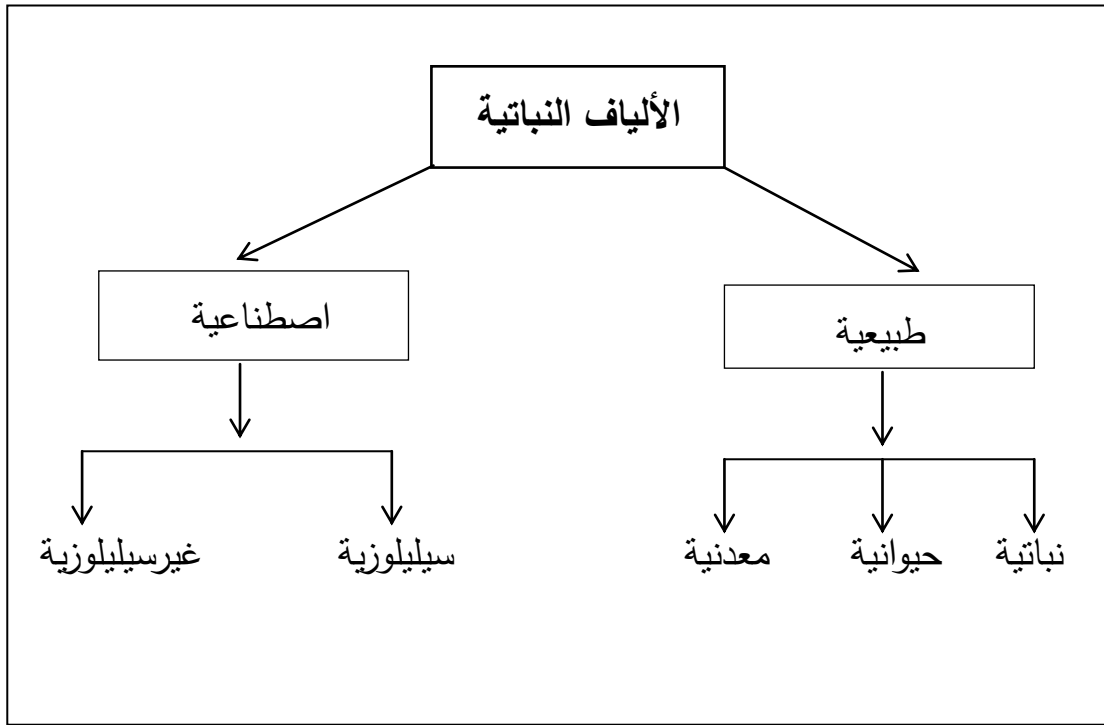 الألياف النباتية
طبيعية
اصطناعية
نباتية
حيوانية
معدنية
سيليلوزية
غيرسيليلوزية